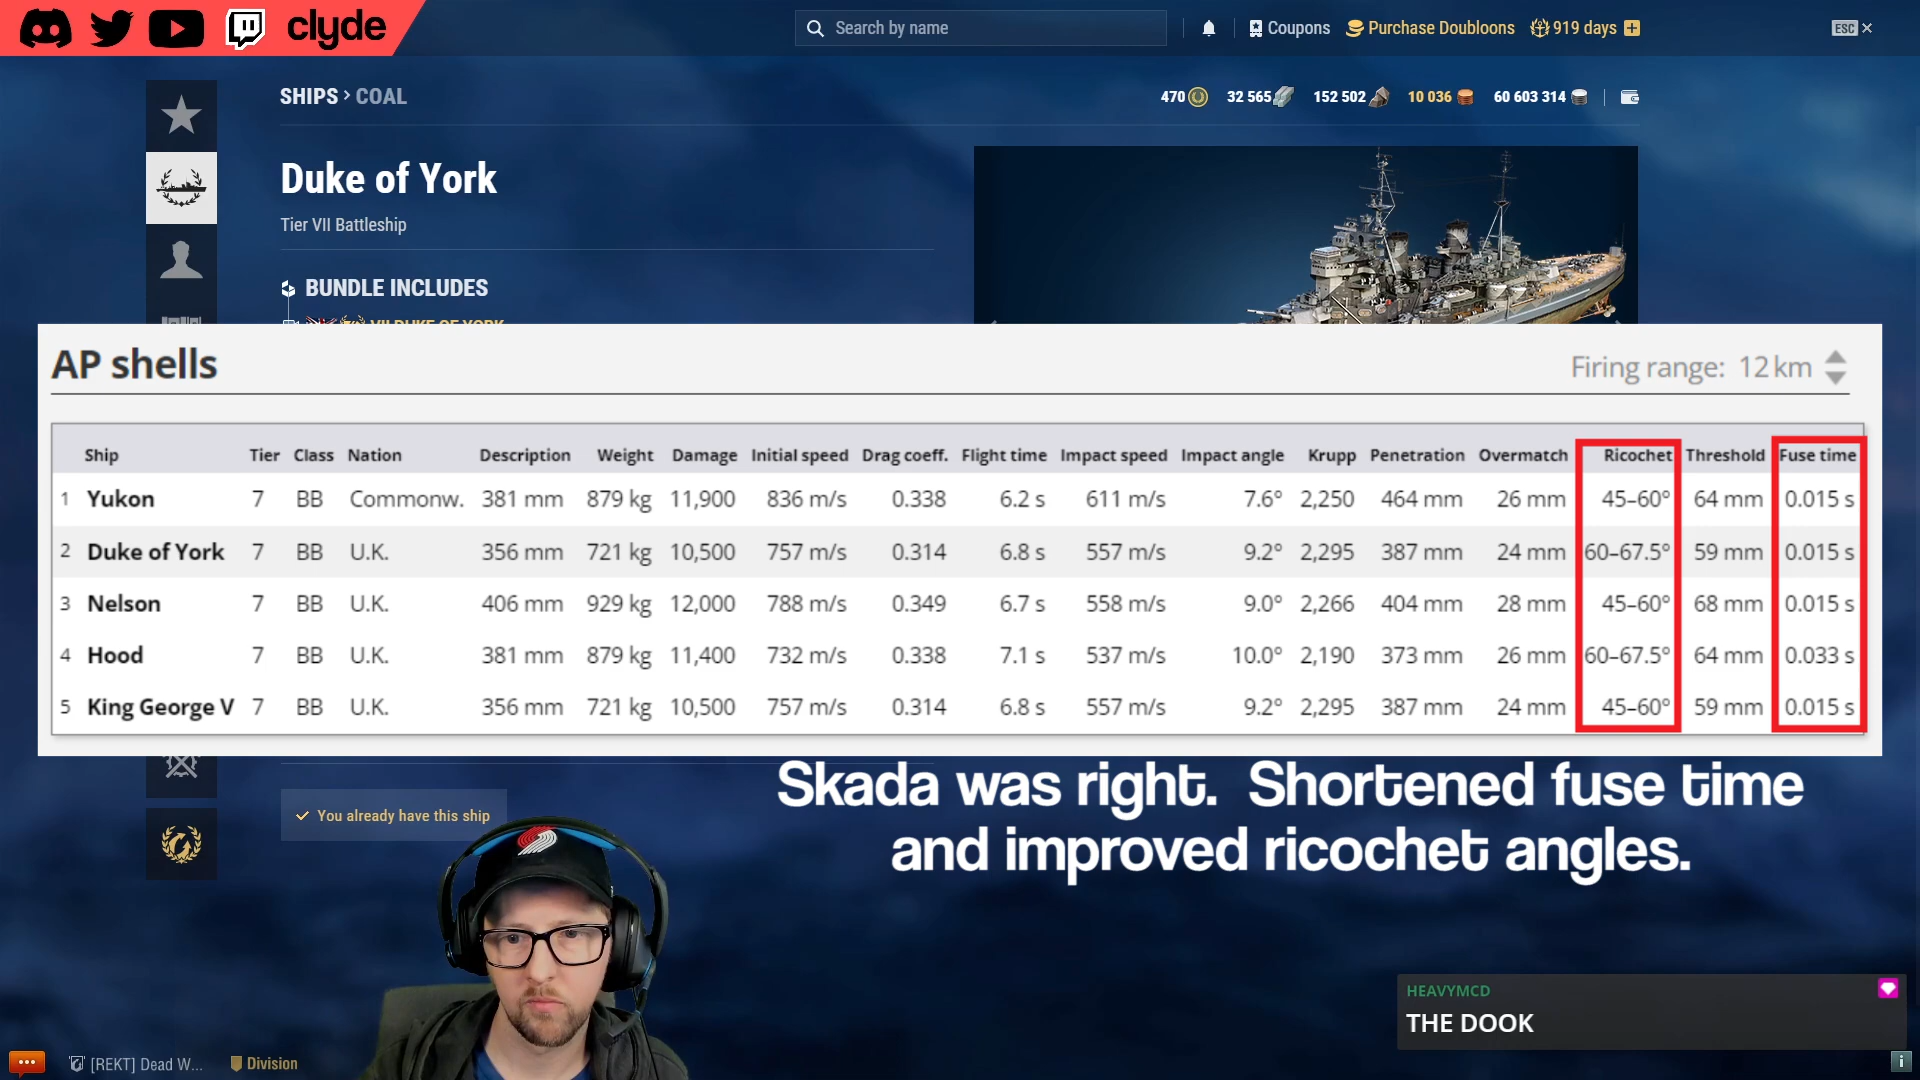 clyde
Search by name
Coupons
Purchase Doubloons
919 days
ESC
SHIPS > COAL
470
32 565
152 502
10 036
60 603 314
Duke of York
Tier VII Battleship
BUNDLE INCLUDES
VII DUKE OF YORK
AP shells
Firing range: 12 km
Ship Tier Class Nation Description Weight Damage Initial speed Drag coeff. Flight time Impact speed Impact angle Krupp Penetration Overmatch Ricochet Threshold Fuse time
1 Yukon 7 BB Commonw. 381 mm 879 kg 11,900 836 m/s 0.338 6.2 s 611 m/s 7.6° 2,250 464 mm 26 mm 45–60° 64 mm 0.015 s
2 Duke of York 7 BB U.K. 356 mm 721 kg 10,500 757 m/s 0.314 6.8 s 557 m/s 9.2° 2,295 387 mm 24 mm 60–67.5° 59 mm 0.015 s
3 Nelson 7 BB U.K. 406 mm 929 kg 12,000 788 m/s 0.349 6.7 s 558 m/s 9.0° 2,266 404 mm 28 mm 45–60° 68 mm 0.015 s
4 Hood 7 BB U.K. 381 mm 879 kg 11,400 732 m/s 0.338 7.1 s 537 m/s 10.0° 2,190 373 mm 26 mm 60–67.5° 64 mm 0.033 s
5 King George V 7 BB U.K. 356 mm 721 kg 10,500 757 m/s 0.314 6.8 s 557 m/s 9.2° 2,295 387 mm 24 mm 45–60° 59 mm 0.015 s
Skada was right. Shortened fuse time
and improved ricochet angles.
You already have this ship
HEAVYMCD
THE DOOK
[REKT] Dead W...
Division